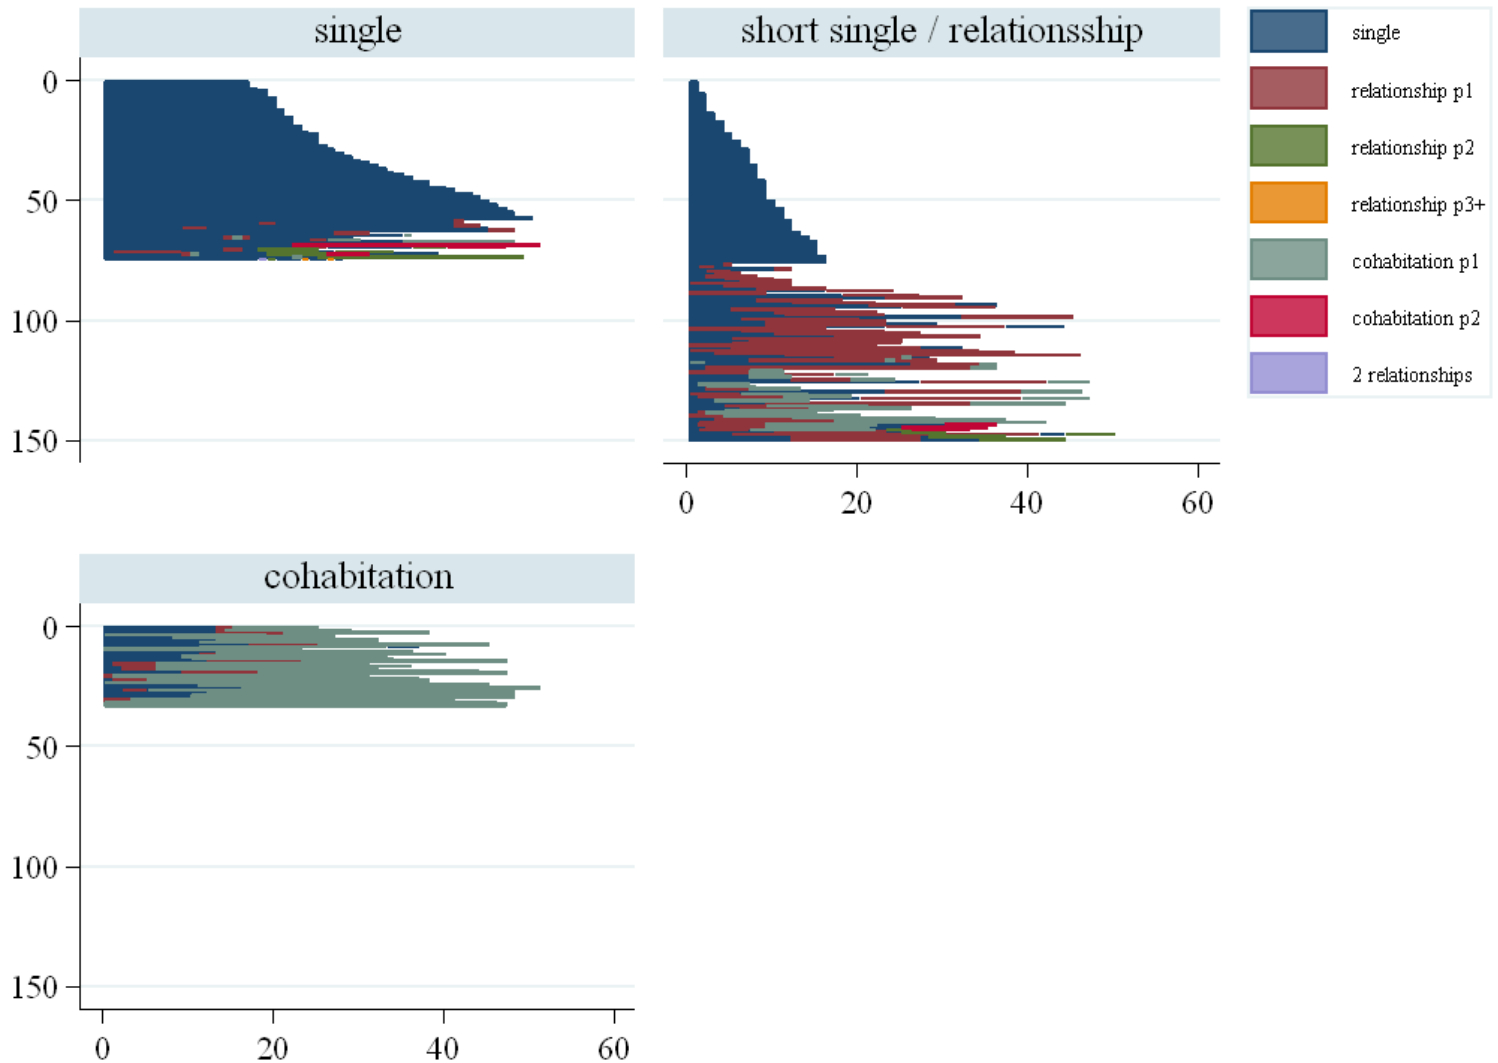 single
0
50
100
150
short single / relationsship
0
20
40
60
single
relationship p1
relationship p2
relationship p3+
cohabitation p1
cohabitation p2
2 relationships
cohabitation
0
50
100
150
0
20
40
60